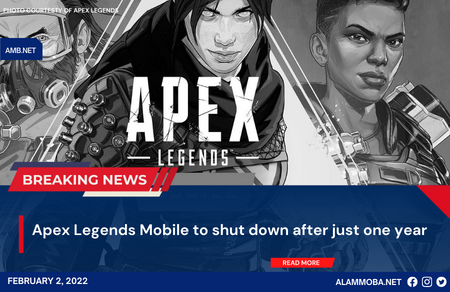 PHOTO COURTESTY OF APEX LEGENDS
AMB.NET
APEX
LEGENDS
BREAKING NEWS
Apex Legends Mobile to shut down after just one year
READ MORE
FEBRUARY 2, 2022
ALAMMOBA.NET